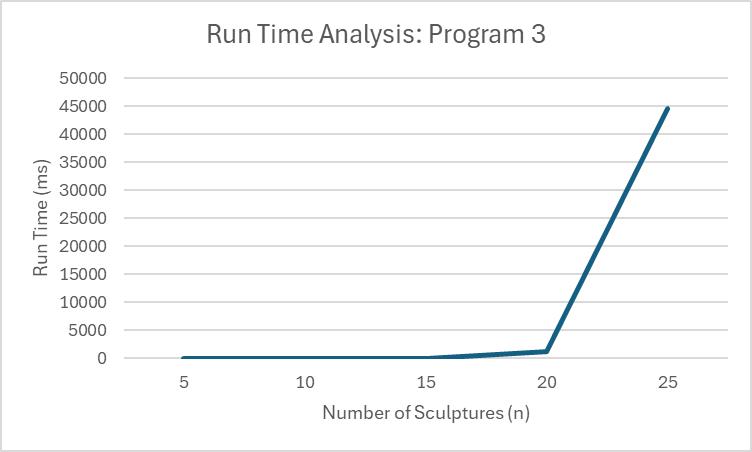 Run Time Analysis: Program 3
50000
45000
40000
35000
30000
25000
20000
15000
10000
5000
0
Run Time (ms)
5 10 15 20 25
Number of Sculptures (n)